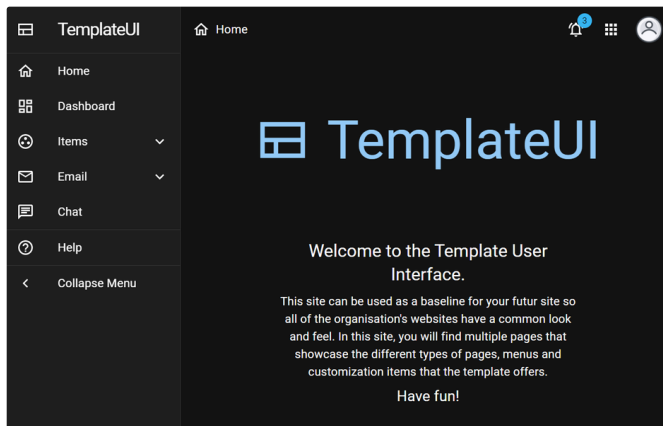 TemplateUI
Home
Dashboard
Items
Email
Chat
Help
Collapse Menu
Home
3
TemplateUI
Welcome to the Template User
Interface.
This site can be used as a baseline for your futur site so
all of the organisation's websites have a common look
and feel. In this site, you will find multiple pages that
showcase the different types of pages, menus and
customization items that the template offers.
Have fun!